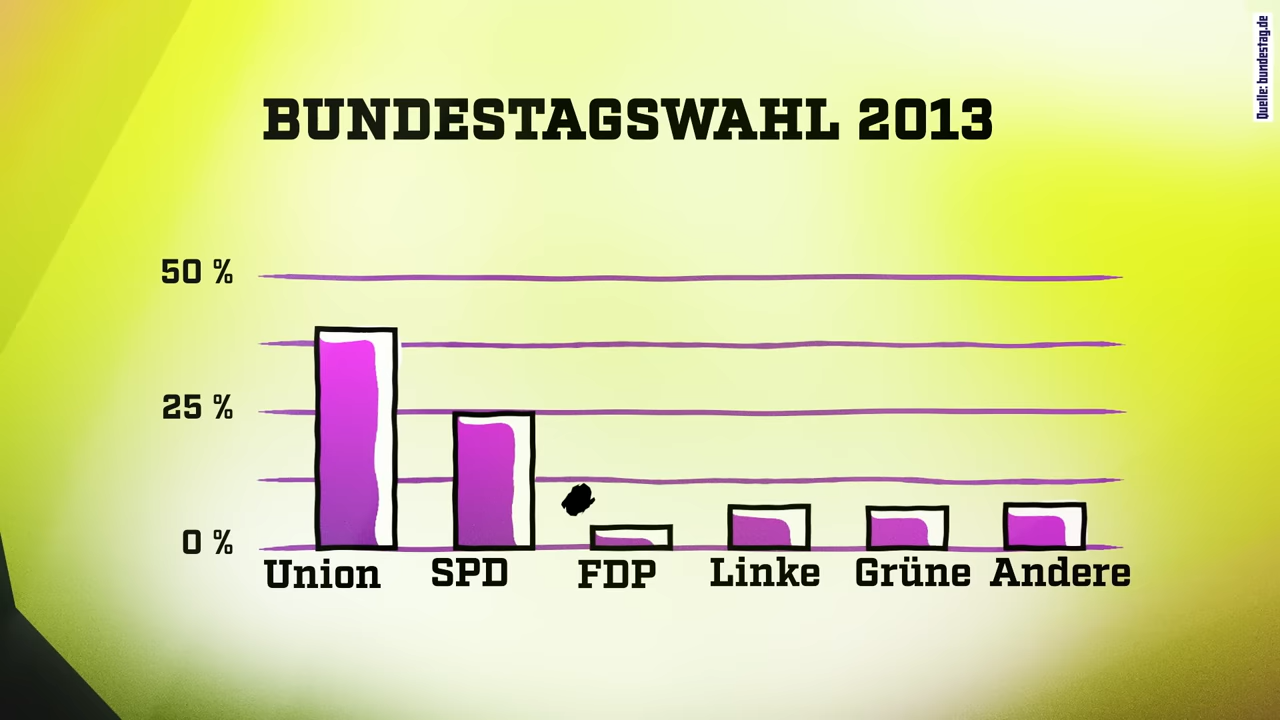 Quelle: bundestag.de
BUNDESTAGSWAHL 2013
50 %
25 %
0 %
Union SPD FDP Linke Grüne Andere